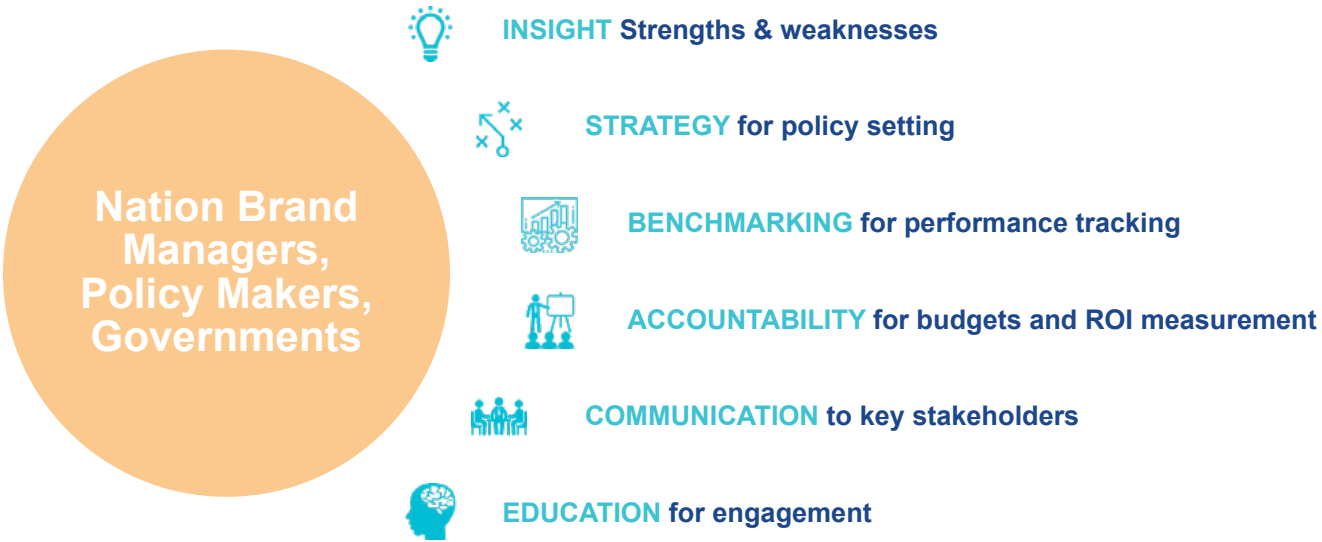 Nation Brand
Managers,
Policy Makers,
Governments
INSIGHT Strengths & weaknesses
STRATEGY for policy setting
BENCHMARKING for performance tracking
ACCOUNTABILITY for budgets and ROI measurement
COMMUNICATION to key stakeholders
EDUCATION for engagement